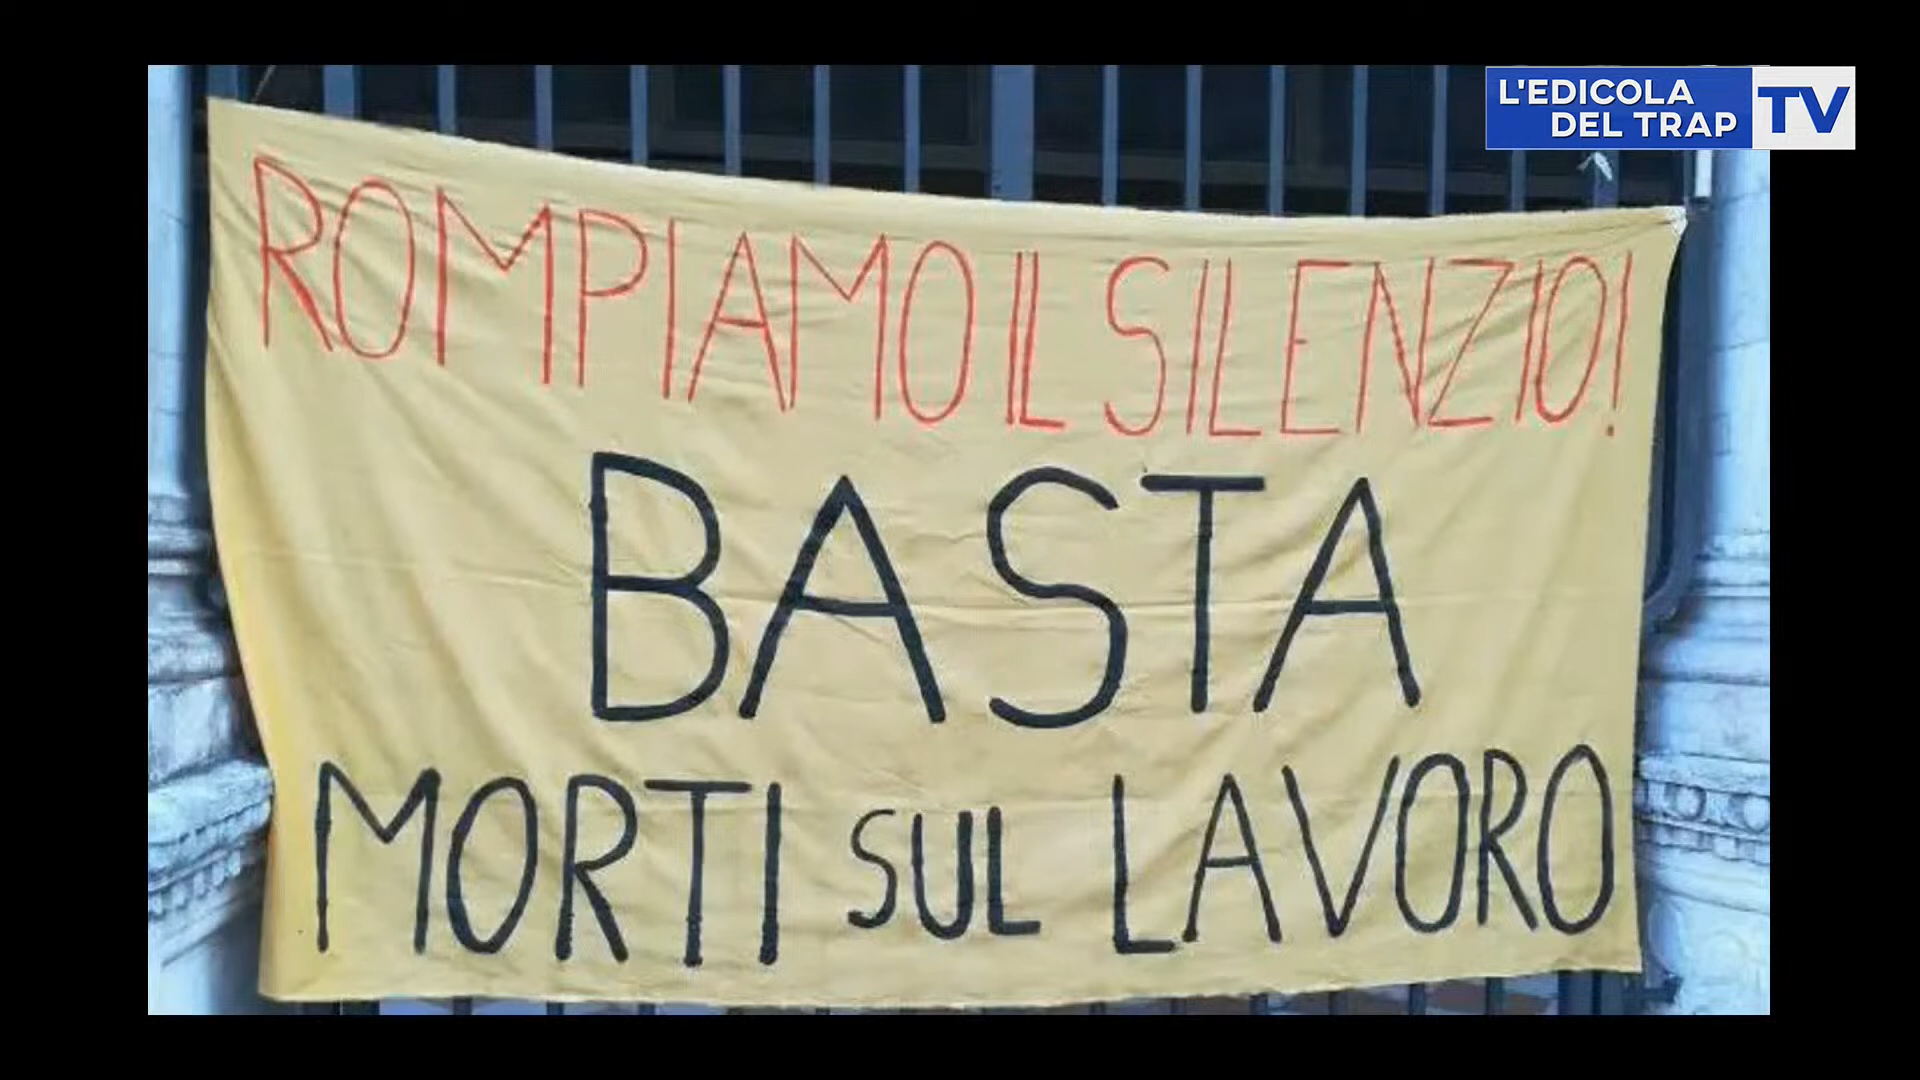 L'EDICOLA
DEL TRAP TV
ROMPIAMO IL SILENZIO!
BASTA
MORTI SUL LAVORO